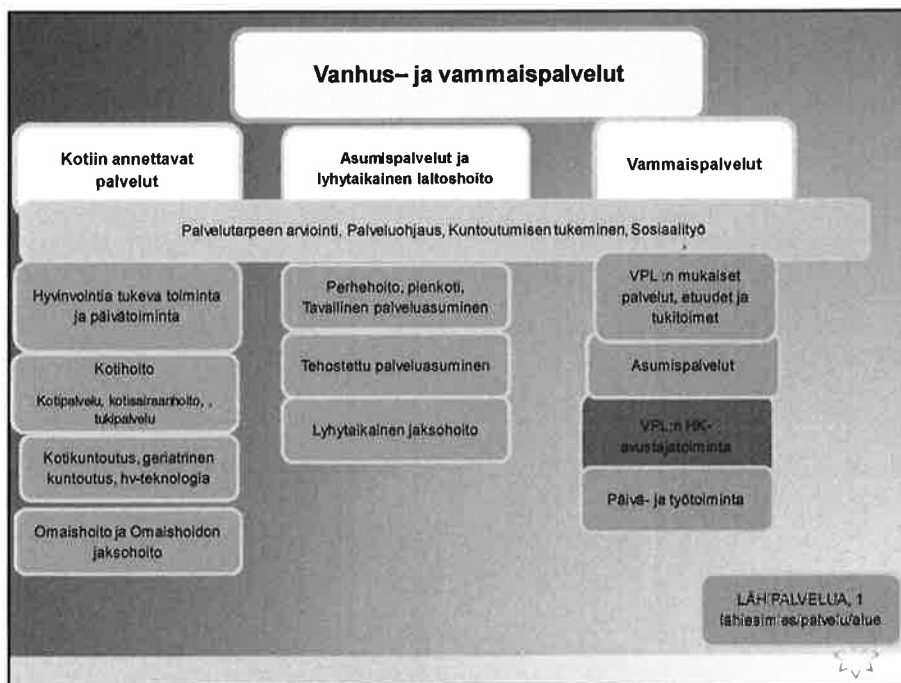 Vanhus– ja vammaispalvelut
Kotiin annettavat
palvelut
Asumispalvelut ja
lyhytaikainen laitoshoito
Vammaispalvelut
Palvelutarpeen arviointi, Palveluohjaus, Kuntoutumisen tukeminen, Sosiaalityö
Hyvinvointia tukeva toiminta
ja päivätoiminta
Kotihoito
Kotipalvelu, kotisairaanhoito, ,
tukipalvelu
Kotikuntoutus, geriatrinen
kuntoutus, hv-teknologia
Omaishoito ja Omaishoidon
jaksohoito
Perhehoito, pienkoti,
Tavallinen palveluasuminen
Tehostettu palveluasuminen
Lyhytaikainen jaksohoito
VPL :n mukaiset
palvelut, etuudet ja
tukitoimet
Asumispalvelut
VPL:n HK-
avustajatoiminta
Päivä- ja työtoiminta
LÄHIPALVELUA, 1
lähiesimies/palvelu/alue